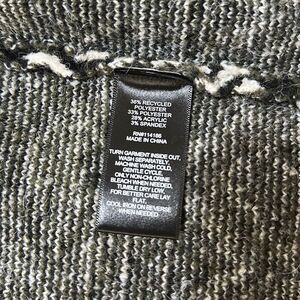 36% RECYCLED
POLYESTER
33% POLYESTER
28% ACRYLIC
3% SPANDEX
RN#114186
MADE IN CHINA
TURN GARMENT INSIDE OUT,
WASH SEPARATELY,
MACHINE WASH COLD,
GENTLE CYCLE,
ONLY NON-CHLORINE
BLEACH WHEN NEEDED,
TUMBLE DRY LOW,
FOR BETTER CARE LAY
FLAT,
COOL IRON ON REVERSE
WHEN NEEDED